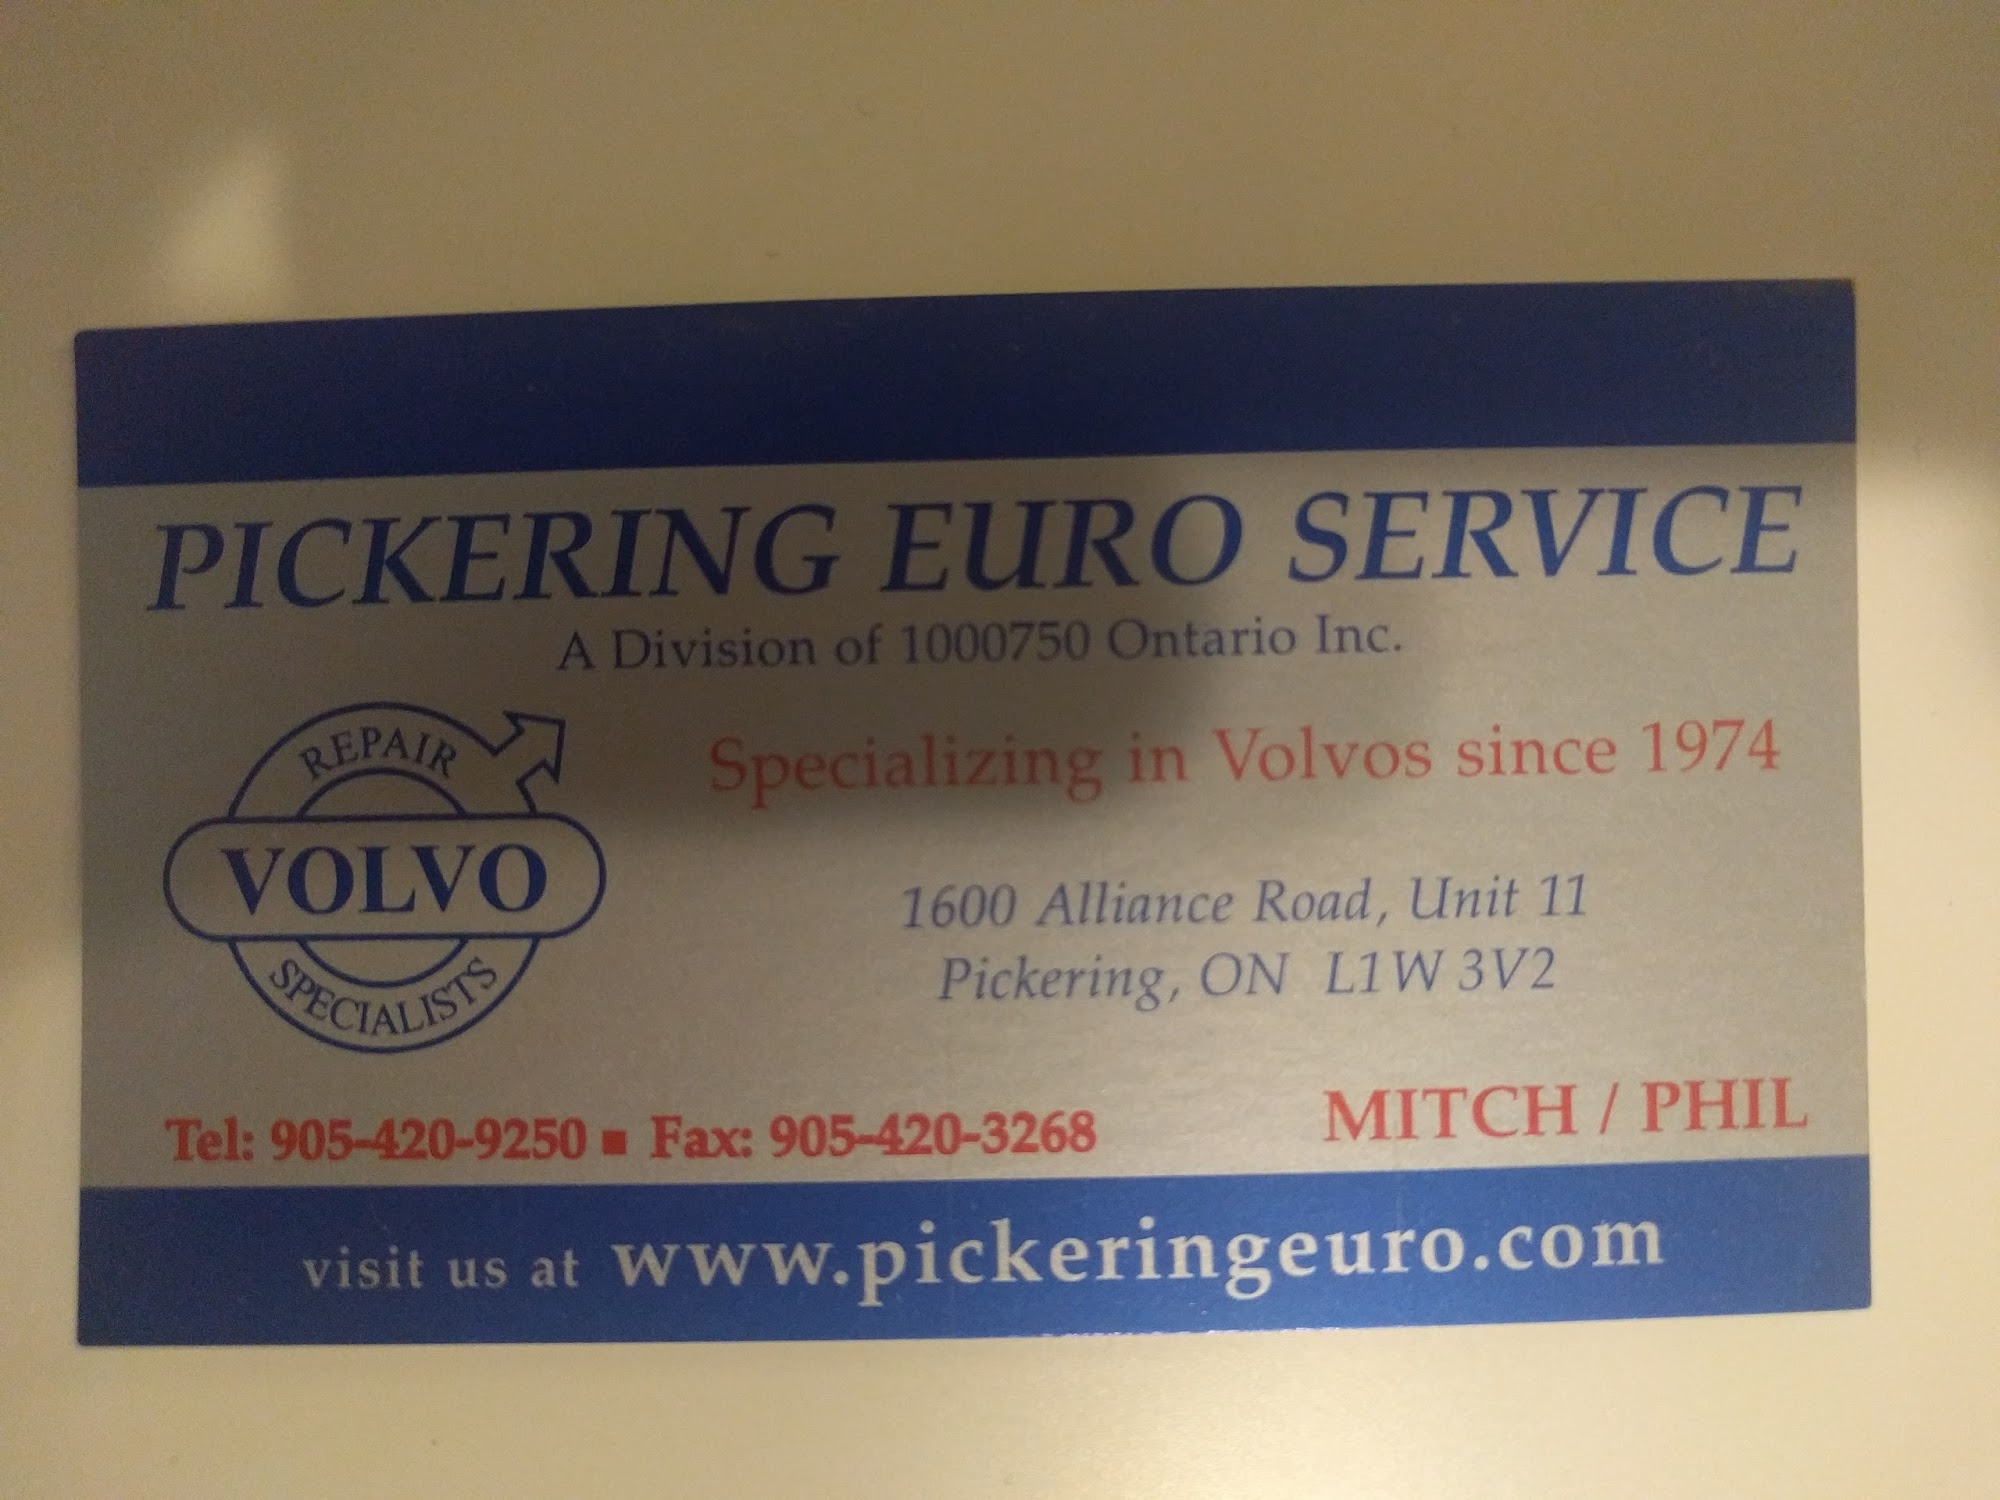 PICKERING EURO SERVICE
A Division of 1000750 Ontario Inc.
REPAIR
VOLVO
SPECIALISTS
Specializing in Volvos since 1974
1600 Alliance Road, Unit 11
Pickering, ON L1W 3V2
Tel: 905-420-9250 ▪ Fax: 905-420-3268
MITCH / PHIL
visit us at www.pickeringeuro.com